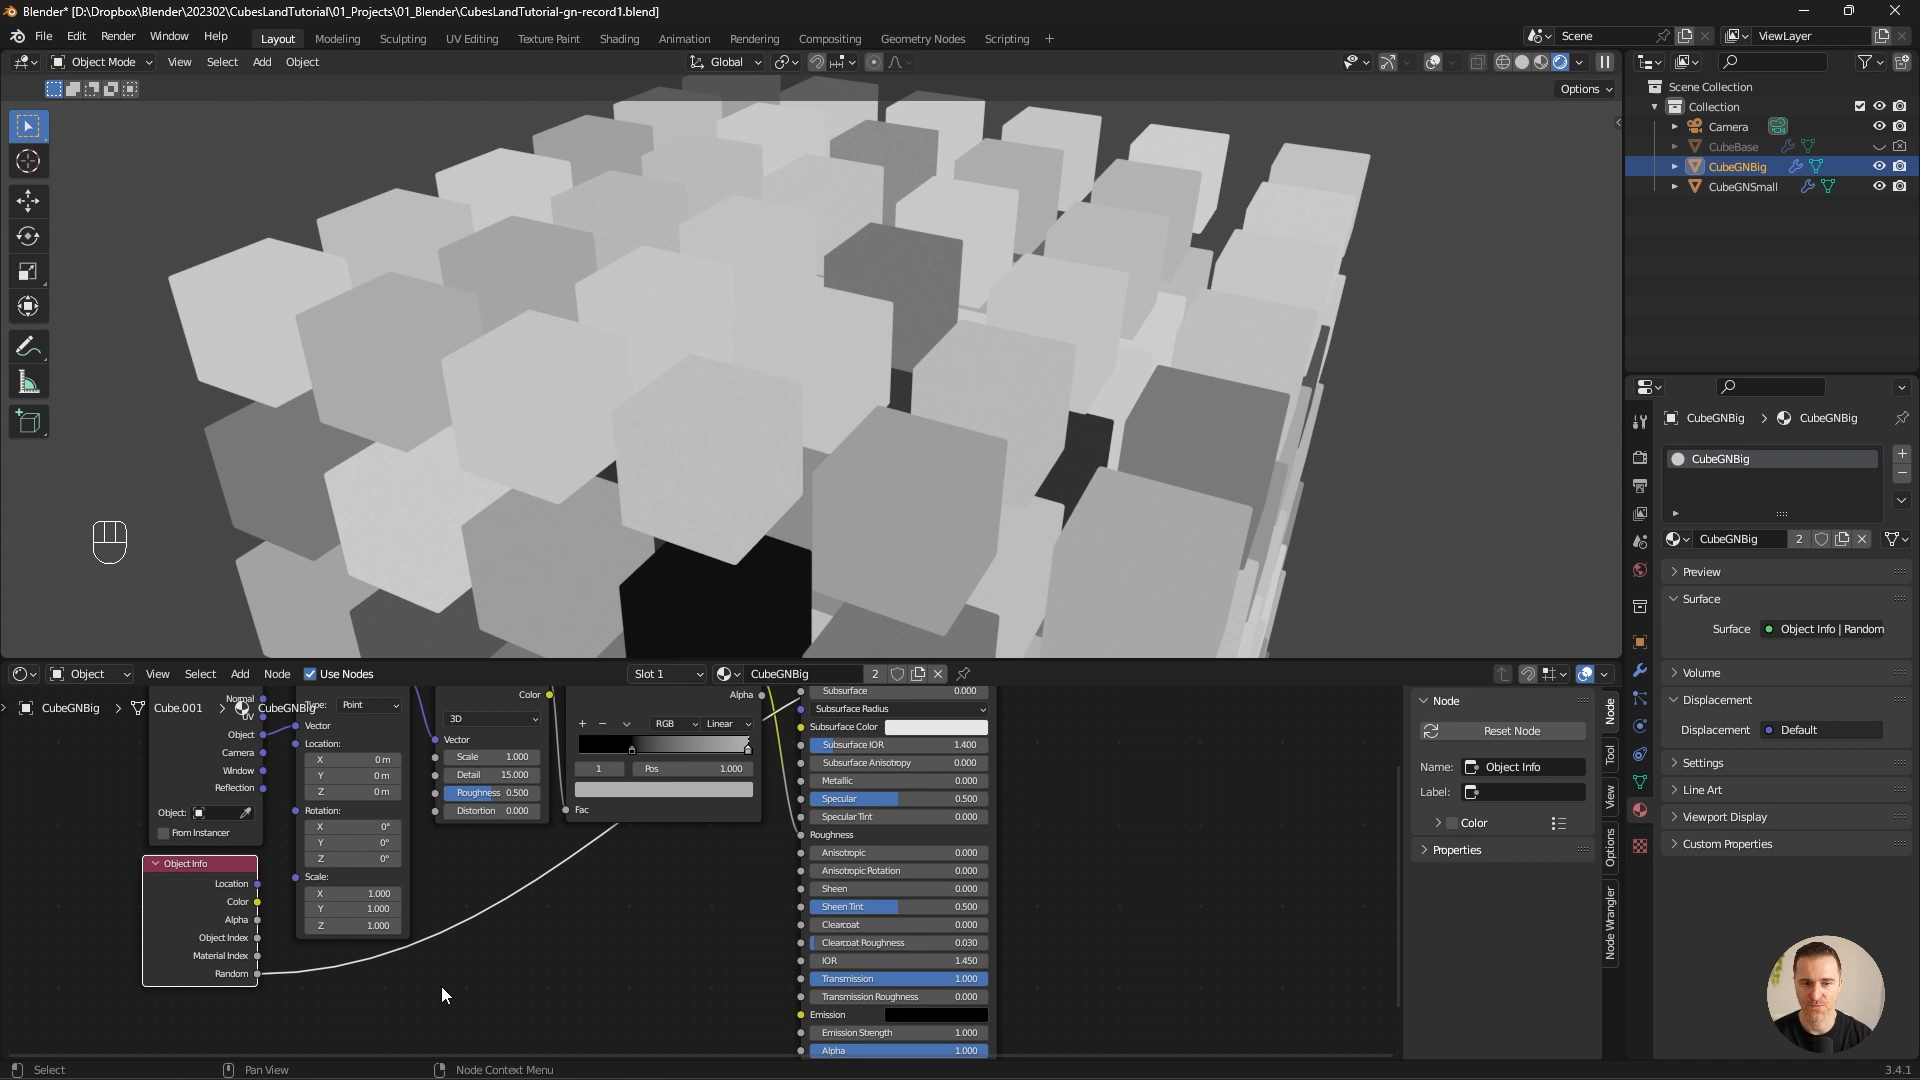 Blender* [D:\Dropbox\Blender\202302\CubesLandTutorial\01_Projects\01_Blender\CubesLandTutorial-gn-record1.blend]
File Edit Render Window Help Layout Modeling Sculpting UV Editing Texture Paint Shading Animation Rendering Compositing Geometry Nodes Scripting + Scene ViewLayer
Object Mode View Select Add Object Global
Options
Scene Collection
Collection
Camera
CubeBase
CubeGNBig
CubeGNSmall
CubeGNBig > CubeGNBig
CubeGNBig
CubeGNBig 2
Preview
Surface
Surface Object Info | Random
Volume
Displacement
Displacement Default
Settings
Line Art
Viewport Display
Custom Properties
Object View Select Add Node Use Nodes Slot 1 CubeGNBig 2
CubeGNBig > Cube.001 > CubeGNBig
Normal
UV
Object
Camera
Window
Reflection
Object:
From Instancer
Object Info
Location
Color
Alpha
Object Index
Material Index
Random
Type: Point
Vector
Location:
X 0 m
Y 0 m
Z 0 m
Rotation:
X 0°
Y 0°
Z 0°
Scale:
X 1.000
Y 1.000
Z 1.000
Color
3D
Vector
Scale 1.000
Detail 15.000
Roughness 0.500
Distortion 0.000
Alpha
RGB Linear
1 Pos 1.000
Fac
Subsurface 0.000
Subsurface Radius
Subsurface Color
Subsurface IOR 1.400
Subsurface Anisotropy 0.000
Metallic 0.000
Specular 0.500
Specular Tint 0.000
Roughness
Anisotropic 0.000
Anisotropic Rotation 0.000
Sheen 0.000
Sheen Tint 0.500
Clearcoat 0.000
Clearcoat Roughness 0.030
IOR 1.450
Transmission 1.000
Transmission Roughness 0.000
Emission
Emission Strength 1.000
Alpha 1.000
Node
Reset Node
Name: Object Info
Label:
Color
Properties
Node
Tool
View
Options
Node Wrangler
Select Pan View Node Context Menu 3.4.1